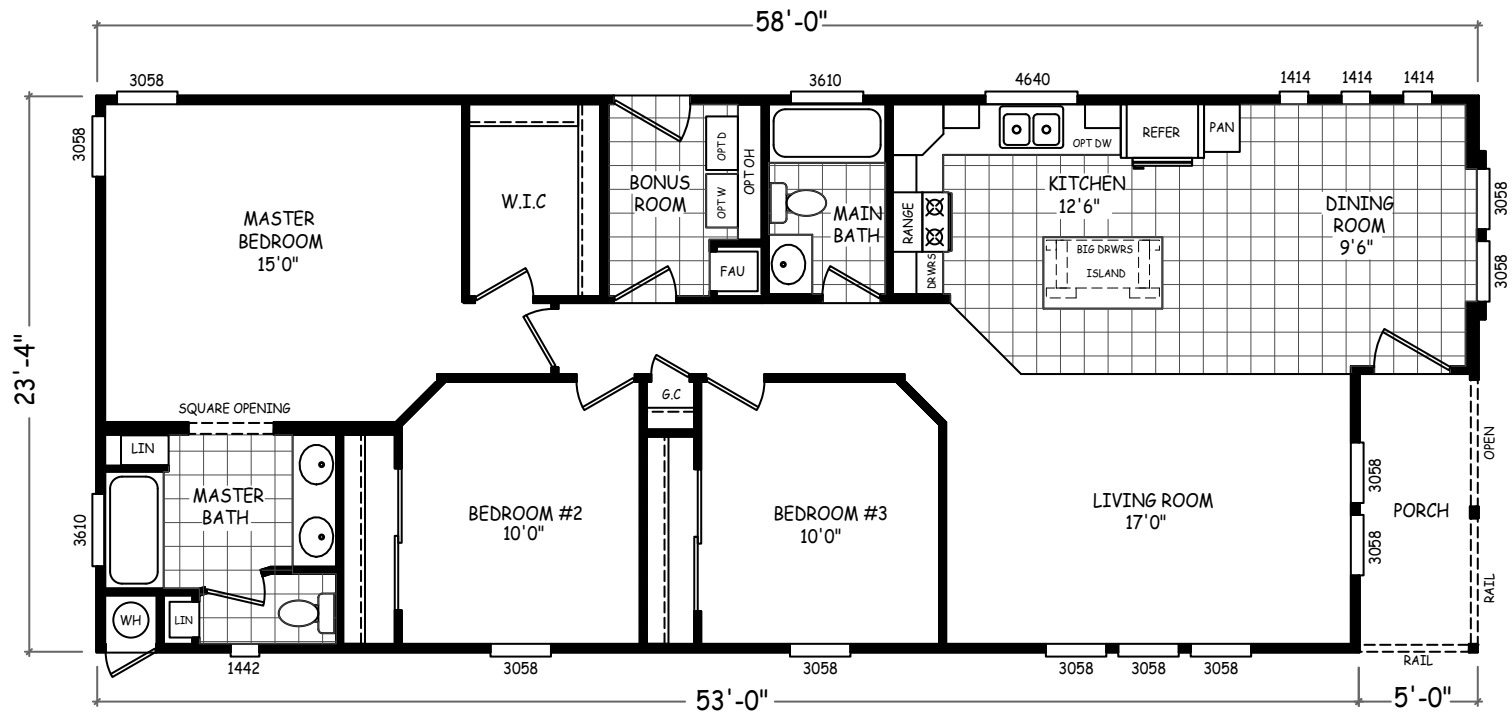 58'-0"
3058
3610
4640
1414
1414
1414
3058
MASTER
BEDROOM
15'0"
W.I.C
BONUS
ROOM
OPT D
OPT W
OPT OH
FAU
MAIN
BATH
RANGE
DRWRS
OPT DW
REFER
PAN
KITCHEN
12'6"
BIG DRWRS
ISLAND
DINING
ROOM
9'6"
3058
3058
23'-4"
SQUARE OPENING
LIN
MASTER
BATH
3610
WH
LIN
G.C
BEDROOM #2
10'0"
BEDROOM #3
10'0"
LIVING ROOM
17'0"
3058
3058
PORCH
OPEN
RAIL
RAIL
1442
3058
3058
3058
3058
3058
53'-0"
5'-0"